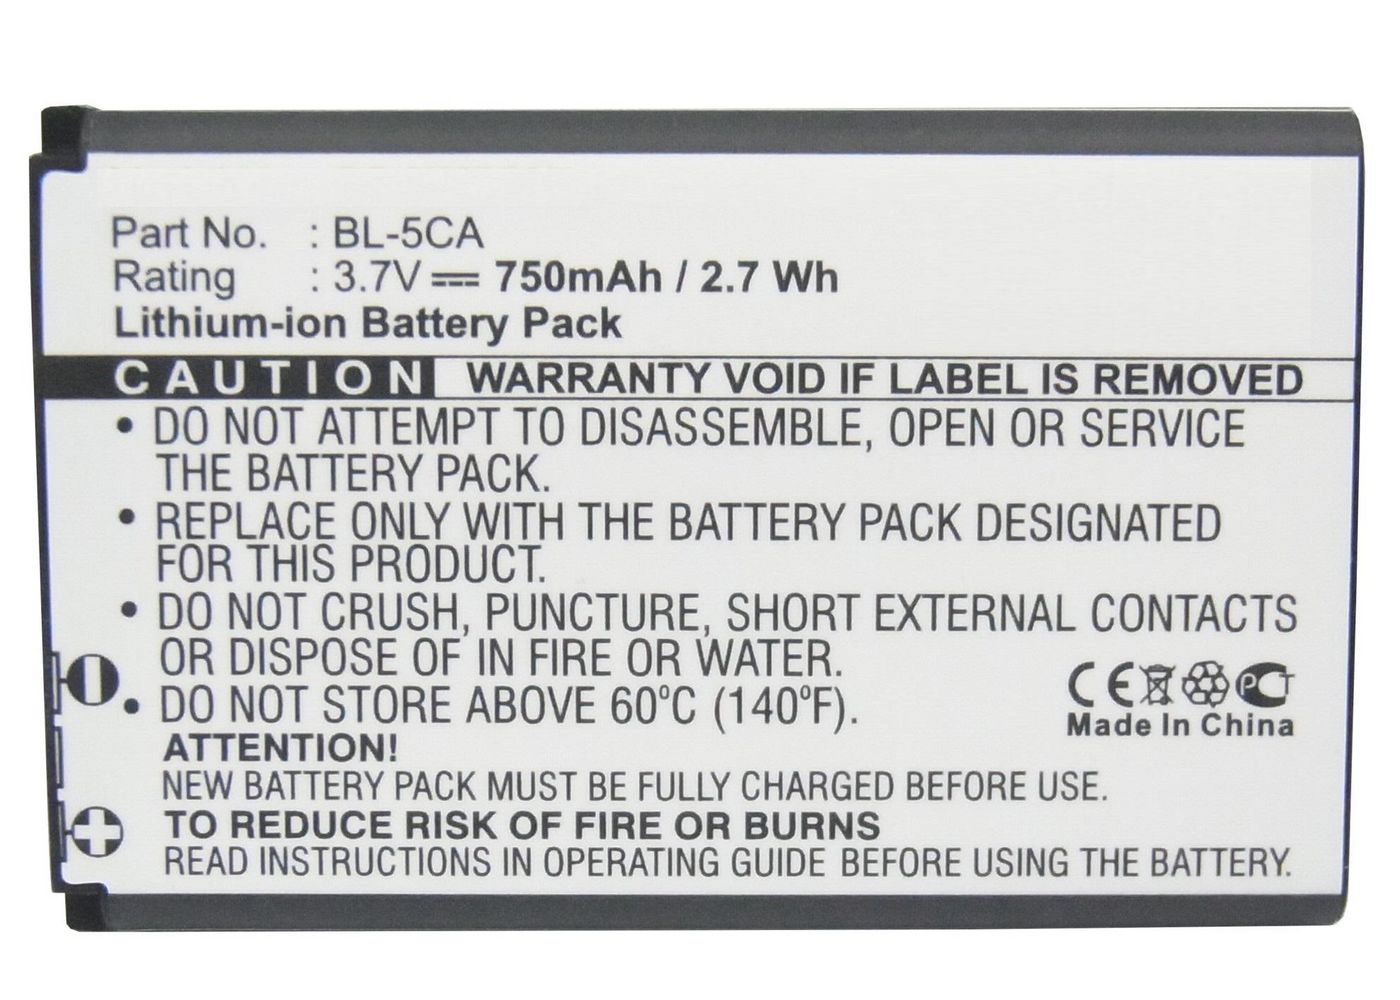 Part No. : BL-5CA
Rating : 3.7V 750mAh / 2.7 Wh
Lithium-ion Battery Pack
CAUTION WARRANTY VOID IF LABEL IS REMOVED
• DO NOT ATTEMPT TO DISASSEMBLE, OPEN OR SERVICE
THE BATTERY PACK.
• REPLACE ONLY WITH THE BATTERY PACK DESIGNATED
FOR THIS PRODUCT.
• DO NOT CRUSH, PUNCTURE, SHORT EXTERNAL CONTACTS
OR DISPOSE OF IN FIRE OR WATER.
• DO NOT STORE ABOVE 60°C (140°F).
CE PCT
Made In China
ATTENTION!
NEW BATTERY PACK MUST BE FULLY CHARGED BEFORE USE.
TO REDUCE RISK OF FIRE OR BURNS
READ INSTRUCTIONS IN OPERATING GUIDE BEFORE USING THE BATTERY.